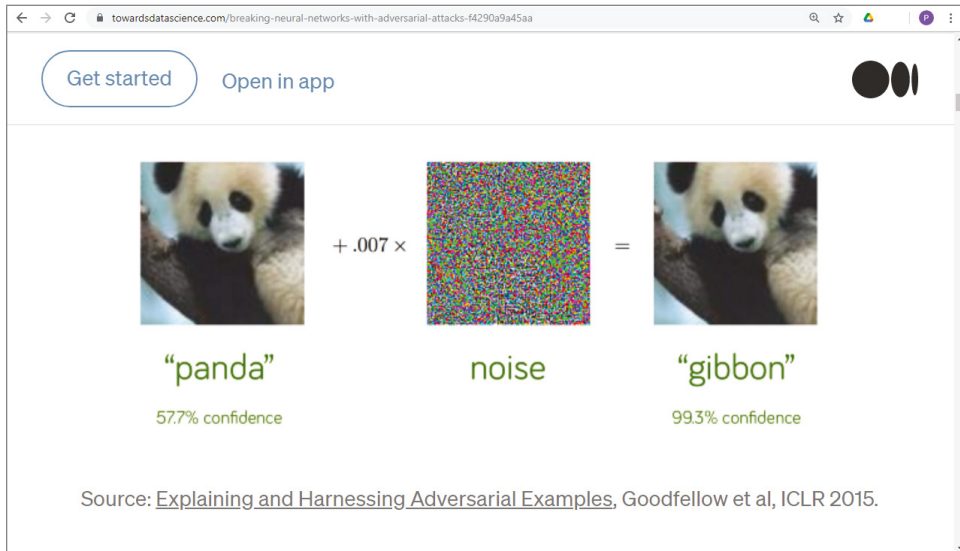 towardsdatascience.com/breaking-neural-networks-with-adversarial-attacks-f4290a9a45aa
P
Get started Open in app
+ .007 × =
“panda” noise “gibbon”
57.7% confidence 99.3% confidence
Source: Explaining and Harnessing Adversarial Examples, Goodfellow et al, ICLR 2015.